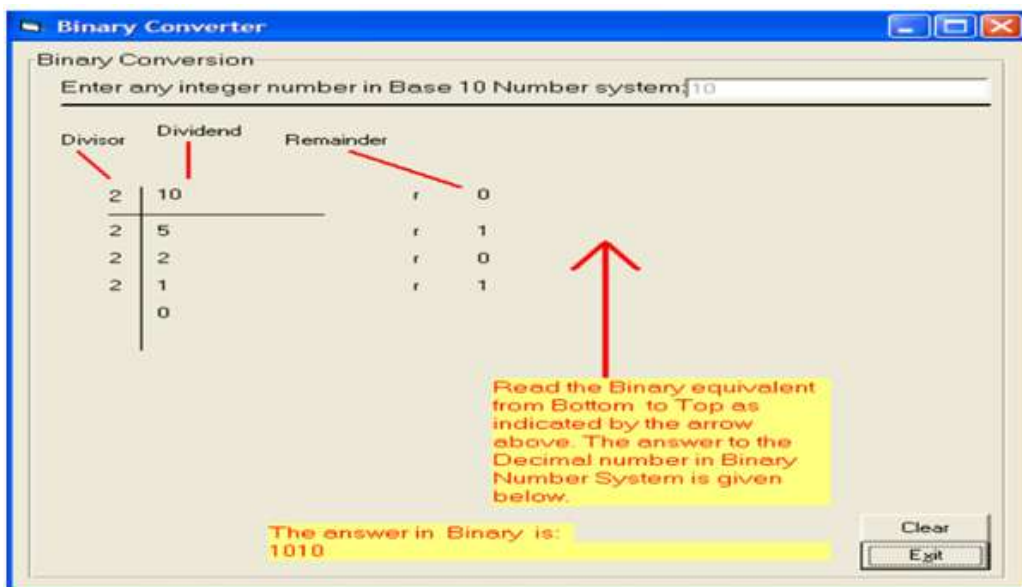 Binary Converter
Binary Conversion
Enter any integer number in Base 10 Number system: 10
Divisor Dividend Remainder
2 10 r 0
2 5 r 1
2 2 r 0
2 1 r 1
0
Read the Binary equivalent
from Bottom to Top as
indicated by the arrow
above. The answer to the
Decimal number in Binary
Number System is given
below.
The answer in Binary is:
1010
Clear
Exit